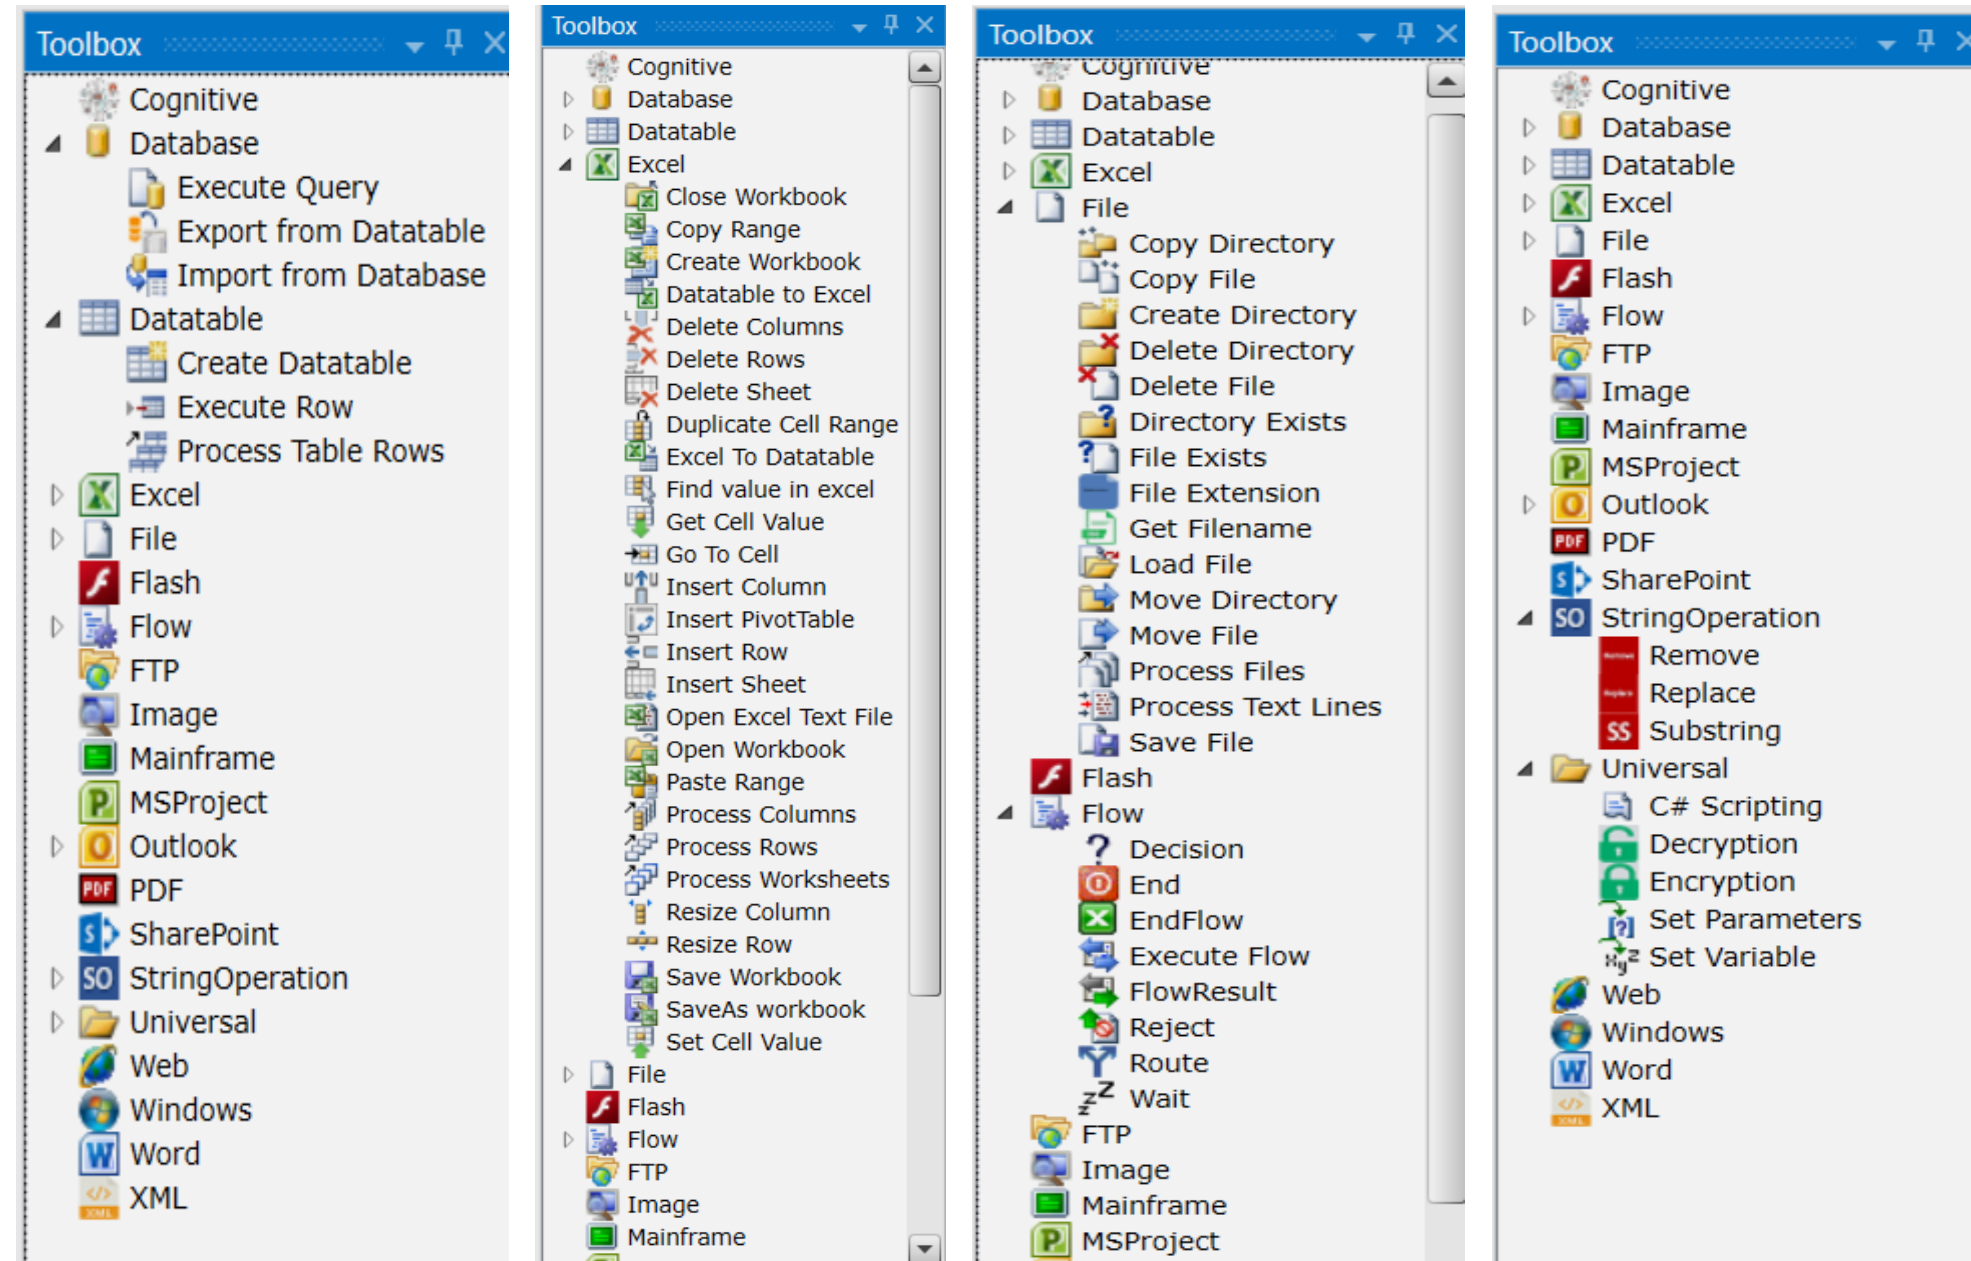 Toolbox
Cognitive
Database
Execute Query
Export from Datatable
Import from Database
Datatable
Create Datatable
Execute Row
Process Table Rows
Excel
File
Flash
Flow
FTP
Image
Mainframe
MSProject
Outlook
PDF
SharePoint
StringOperation
Universal
Web
Windows
Word
XML
Toolbox
Cognitive
Database
Datatable
Excel
Close Workbook
Copy Range
Create Workbook
Datatable to Excel
Delete Columns
Delete Rows
Delete Sheet
Duplicate Cell Range
Excel To Datatable
Find value in excel
Get Cell Value
Go To Cell
Insert Column
Insert PivotTable
Insert Row
Insert Sheet
Open Excel Text File
Open Workbook
Paste Range
Process Columns
Process Rows
Process Worksheets
Resize Column
Resize Row
Save Workbook
SaveAs workbook
Set Cell Value
File
Flash
Flow
FTP
Image
Mainframe
Toolbox
Cognitive
Database
Datatable
Excel
File
Copy Directory
Copy File
Create Directory
Delete Directory
Delete File
Directory Exists
File Exists
File Extension
Get Filename
Load File
Move Directory
Move File
Process Files
Process Text Lines
Save File
Flash
Flow
Decision
End
EndFlow
Execute Flow
FlowResult
Reject
Route
Wait
FTP
Image
Mainframe
MSProject
Toolbox
Cognitive
Database
Datatable
Excel
File
Flash
Flow
FTP
Image
Mainframe
MSProject
Outlook
PDF PDF
SharePoint
SO StringOperation
Remove
Replace
SS Substring
Universal
C# Scripting
Decryption
Encryption
Set Parameters
Set Variable
Web
Windows
Word
XML